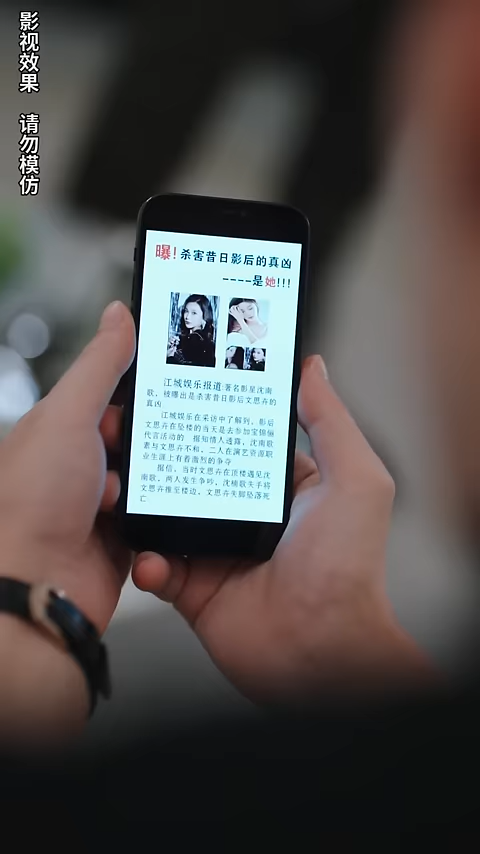 影视效果 请勿模仿
曝!杀害昔日影后的真凶
----是她!!!
江城娱乐报道:著名影星沈南
歌，被曝出是杀害昔日影后文思卉的
真凶
江城娱乐在采访中了解到，影后
文思卉在坠楼的当天是去参加宝锦俪
代言活动的 据知情人透露，沈南歌
素与文思卉不和，二人在演艺资源职
业生涯上有着激烈的争夺
据信，当时文思卉在顶楼遇见沈
南歌，两人发生争吵，沈楠歌失手将
文思卉推至楼边，文思卉失脚坠落死
亡